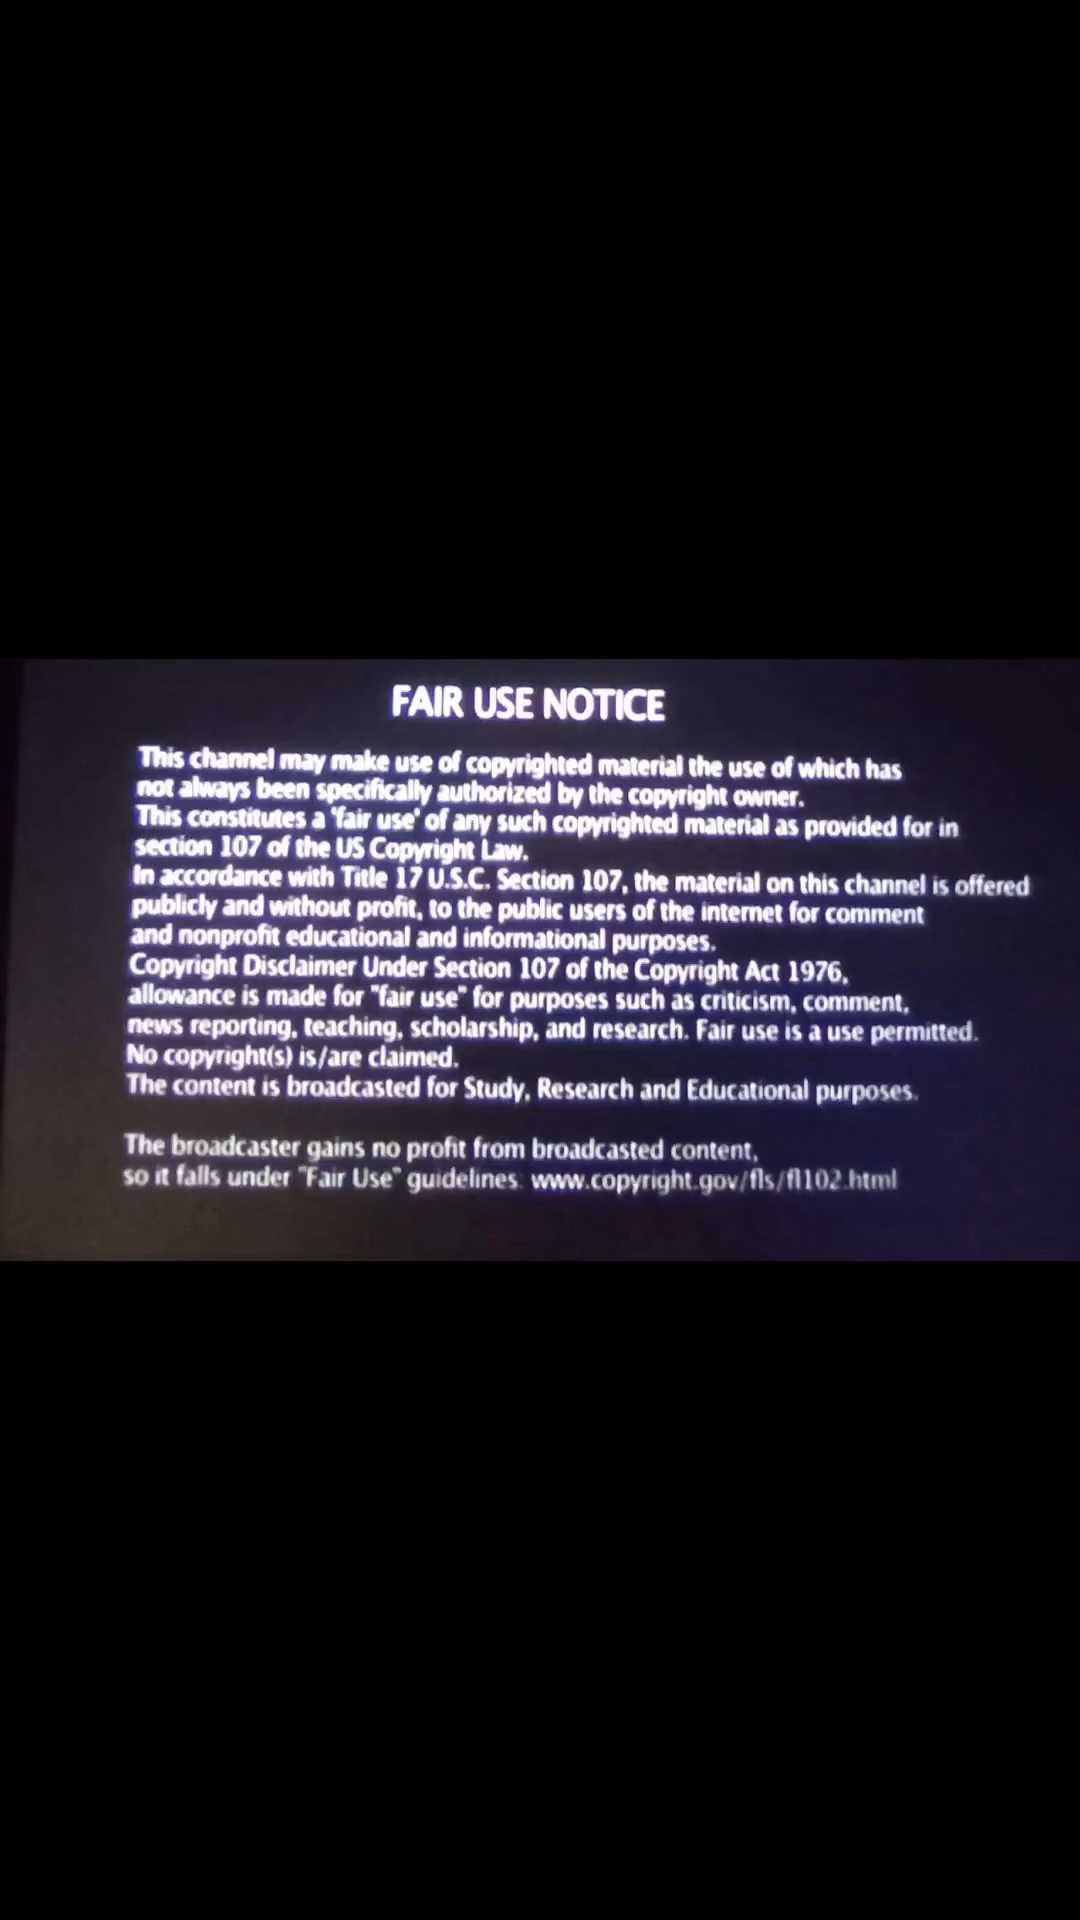 FAIR USE NOTICE
This channel may make use of copyrighted material the use of which has
not always been specifically authorized by the copyright owner.
This constitutes a 'fair use' of any such copyrighted material as provided for in
section 107 of the US Copyright Law.
In accordance with Title 17 U.S.C. Section 107, the material on this channel is offered
publicly and without profit, to the public users of the internet for comment
and nonprofit educational and informational purposes.
Copyright Disclaimer Under Section 107 of the Copyright Act 1976,
allowance is made for "fair use" for purposes such as criticism, comment,
news reporting, teaching, scholarship, and research. Fair use is a use permitted.
No copyright(s) is/are claimed.
The content is broadcasted for Study, Research and Educational purposes.
The broadcaster gains no profit from broadcasted content,
so it falls under "Fair Use" guidelines. www.copyright.gov/fls/fl102.html